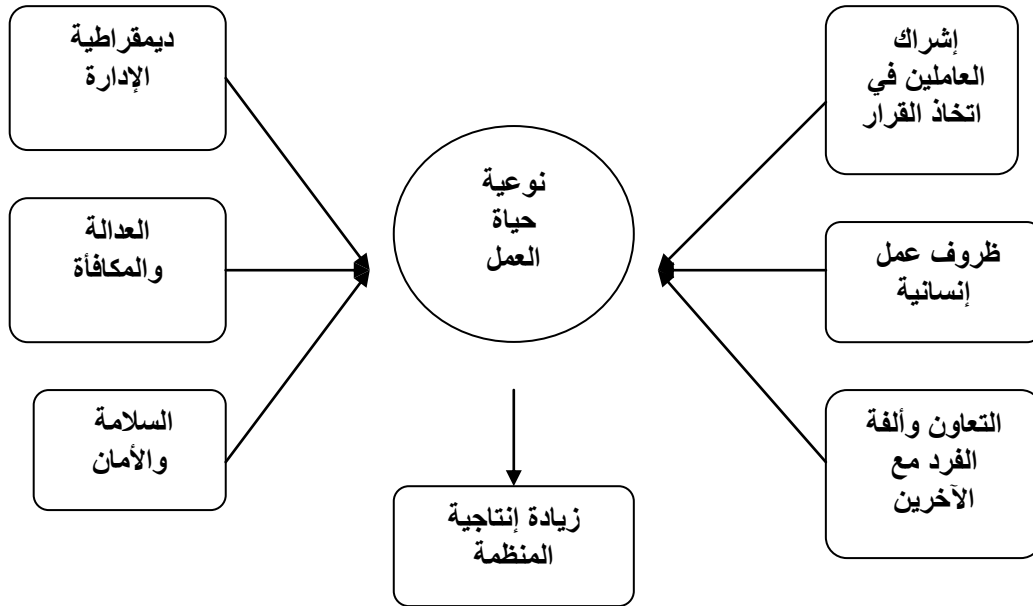 إشراك
العاملين في
اتخاذ القرار
ديمقراطية
الإدارة
نوعية
حياة
العمل
ظروف عمل
إنسانية
العدالة
والمكافأة
التعاون وألفة
الفرد مع
الآخرين
السلامة
والأمان
زيادة إنتاجية
المنظمة